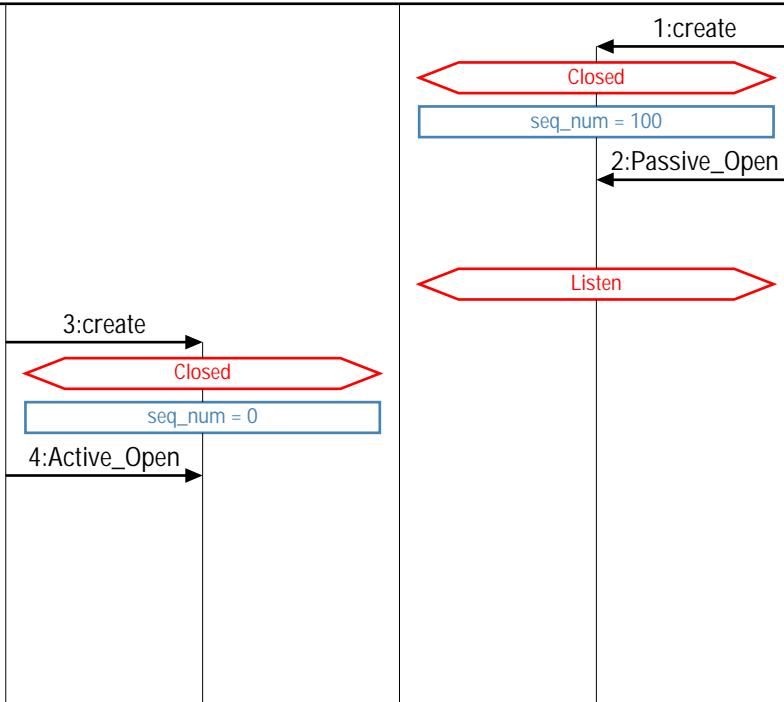 1:create
Closed
seq_num = 100
2:Passive_Open
Listen
3:create
Closed
seq_num = 0
4:Active_Open